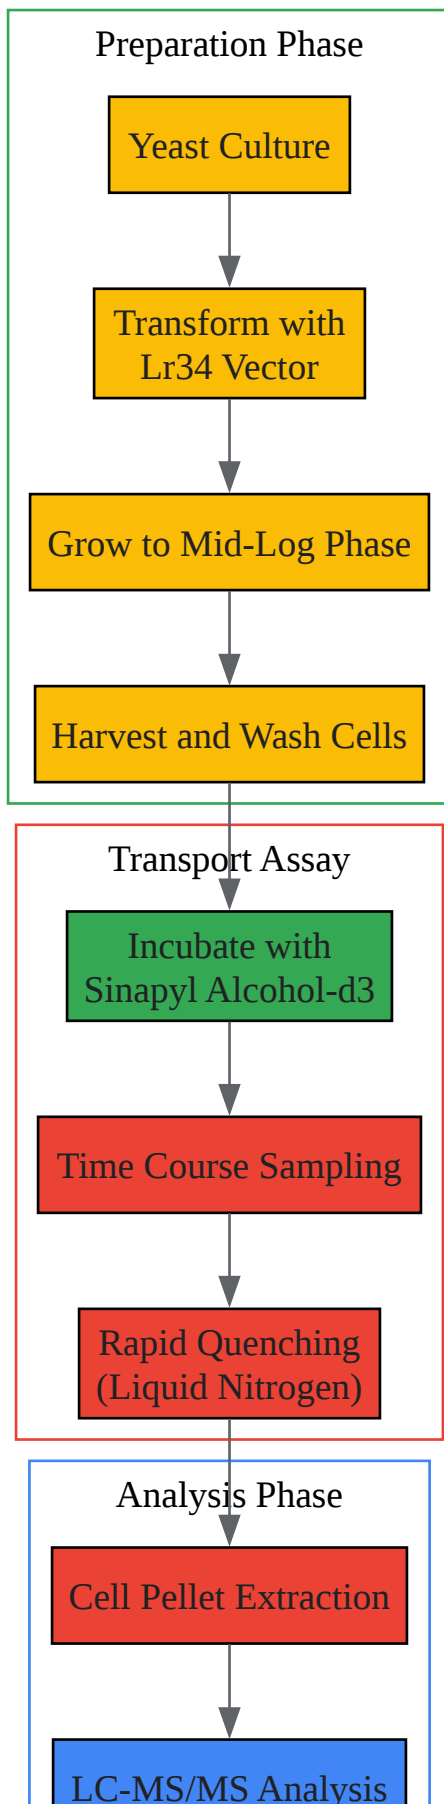 Preparation Phase
Yeast Culture
Transform with
Lr34 Vector
Grow to Mid-Log Phase
Harvest and Wash Cells
Transport Assay
Incubate with
Sinapyl Alcohol-d3
Time Course Sampling
Rapid Quenching
(Liquid Nitrogen)
Analysis Phase
Cell Pellet Extraction
LC-MS/MS Analysis